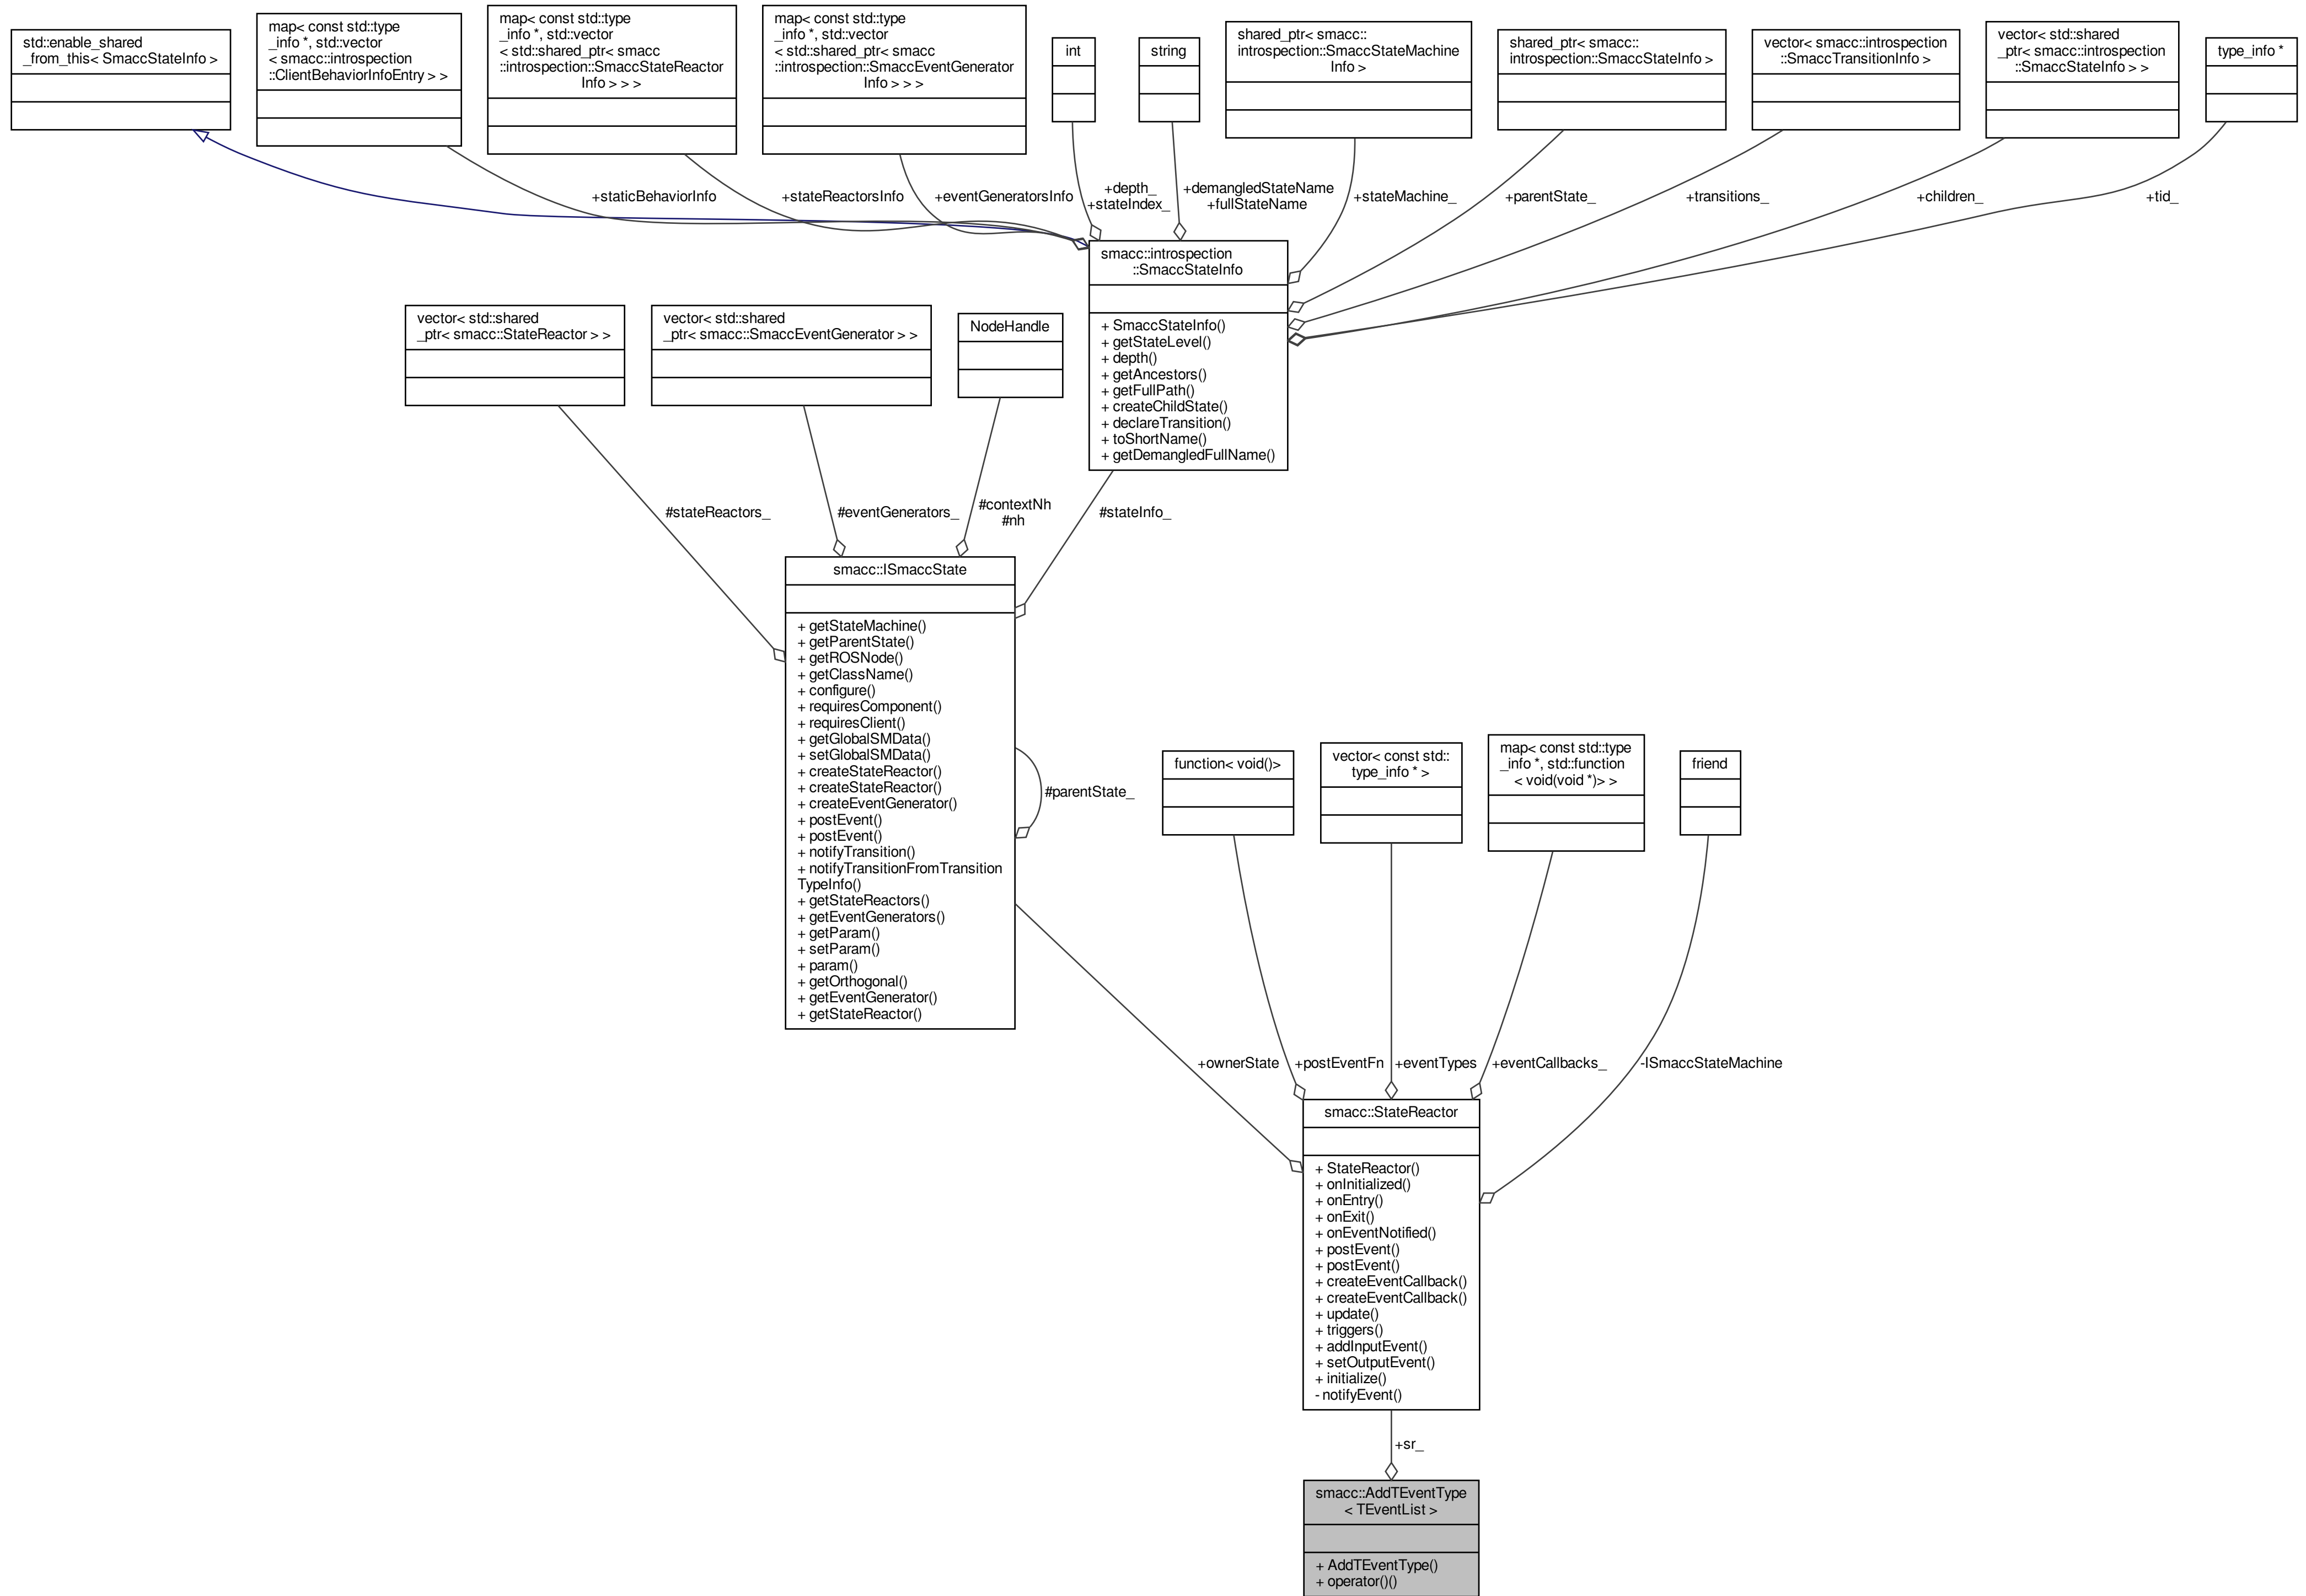 std::enable_shared
_from_this< SmaccStateInfo >
map< const std::type
_info *, std::vector
< smacc::introspection
::ClientBehaviorInfoEntry > >
map< const std::type
_info *, std::vector
< std::shared_ptr< smacc
::introspection::SmaccStateReactor
Info > > >
map< const std::type
_info *, std::vector
< std::shared_ptr< smacc
::introspection::SmaccEventGenerator
Info > > >
int
string
shared_ptr< smacc::
introspection::SmaccStateMachine
Info >
shared_ptr< smacc::
introspection::SmaccStateInfo >
vector< smacc::introspection
::SmaccTransitionInfo >
vector< std::shared
_ptr< smacc::introspection
::SmaccStateInfo > >
type_info *
+staticBehaviorInfo
+stateReactorsInfo
+eventGeneratorsInfo
+depth_
+stateIndex_
+demangledStateName
+fullStateName
+stateMachine_
+parentState_
+transitions_
+children_
+tid_
smacc::introspection
::SmaccStateInfo
+ SmaccStateInfo()
+ getStateLevel()
+ depth()
+ getAncestors()
+ getFullPath()
+ createChildState()
+ declareTransition()
+ toShortName()
+ getDemangledFullName()
vector< std::shared
_ptr< smacc::StateReactor > >
vector< std::shared
_ptr< smacc::SmaccEventGenerator > >
NodeHandle
#stateReactors_
#eventGenerators_
#contextNh
#nh
#stateInfo_
smacc::ISmaccState
+ getStateMachine()
+ getParentState()
+ getROSNode()
+ getClassName()
+ configure()
+ requiresComponent()
+ requiresClient()
+ getGlobalSMData()
+ setGlobalSMData()
+ createStateReactor()
+ createStateReactor()
+ createEventGenerator()
+ postEvent()
+ postEvent()
+ notifyTransition()
+ notifyTransitionFromTransition
TypeInfo()
+ getStateReactors()
+ getEventGenerators()
+ getParam()
+ setParam()
+ param()
+ getOrthogonal()
+ getEventGenerator()
+ getStateReactor()
#parentState_
function< void()>
vector< const std::
type_info * >
map< const std::type
_info *, std::function
< void(void *)> >
friend
+ownerState
+postEventFn
+eventTypes
+eventCallbacks_
-ISmaccStateMachine
smacc::StateReactor
+ StateReactor()
+ onInitialized()
+ onEntry()
+ onExit()
+ onEventNotified()
+ postEvent()
+ postEvent()
+ createEventCallback()
+ createEventCallback()
+ update()
+ triggers()
+ addInputEvent()
+ setOutputEvent()
+ initialize()
- notifyEvent()
+sr_
smacc::AddTEventType
< TEventList >
+ AddTEventType()
+ operator()()